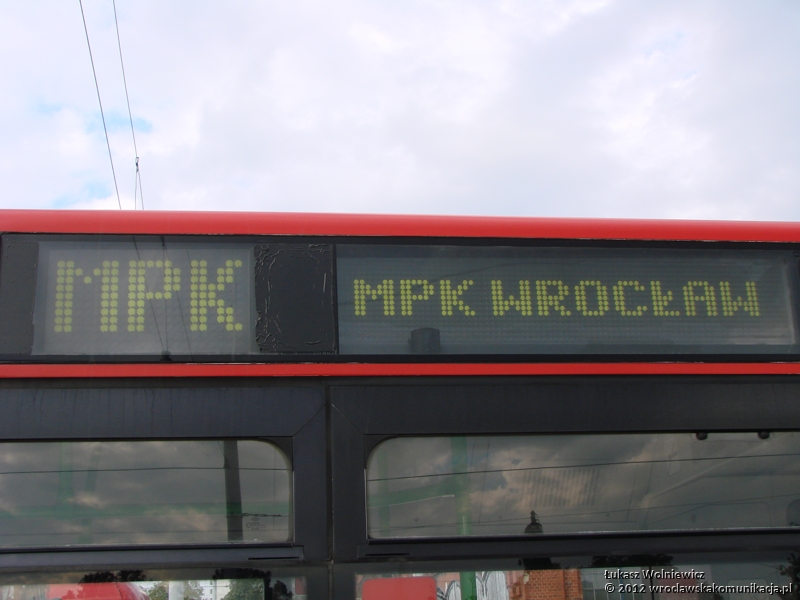 MPK MPK WROCŁAW
Łukasz Wolniewicz
© 2012 wroclawskakomunikacja.pl